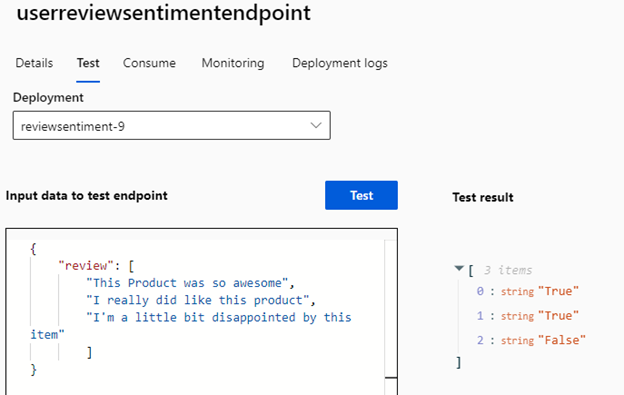 userreviewsentimentendpoint
Details Test Consume Monitoring Deployment logs
Deployment
reviewsentiment-9
Input data to test endpoint Test Test result
{
"review": [
"This Product was so awesome",
"I really did like this product",
"I'm a little bit disappointed by this
item"
]
}
[ 3 items
0 : string "True"
1 : string "True"
2 : string "False"
]